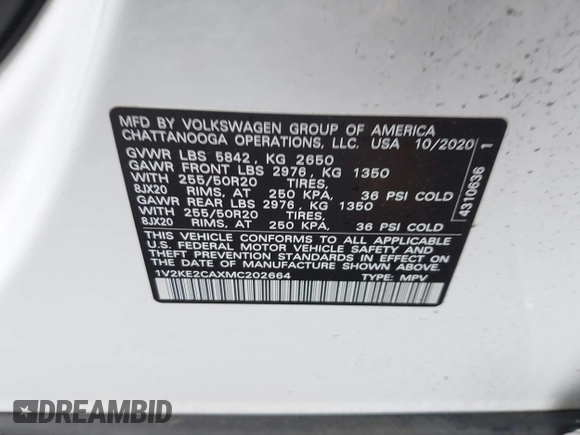 MFD. BY VOLKSWAGEN GROUP OF AMERICA
CHATTANOOGA OPERATIONS, LLC. USA 10/2020
GVWR LBS 5842, KG 2650
GAWR FRONT LBS 2976, KG 1350
WITH 255/50R20 TIRES,
8JX20 RIMS, AT 250 KPA, 36 PSI COLD
GAWR REAR LBS 2976, KG 1350
WITH 255/50R20 TIRES,
8JX20 RIMS, AT 250 KPA, 36 PSI COLD
THIS VEHICLE CONFORMS TO ALL APPLICABLE
U.S. FEDERAL MOTOR VEHICLE SAFETY AND
THEFT PREVENTION STANDARDS IN EFFECT ON
THE DATE OF MANUFACTURE SHOWN ABOVE.
1V2KE2CAXMC202664 TYPE: MPV
4310636 1
DREAMBID